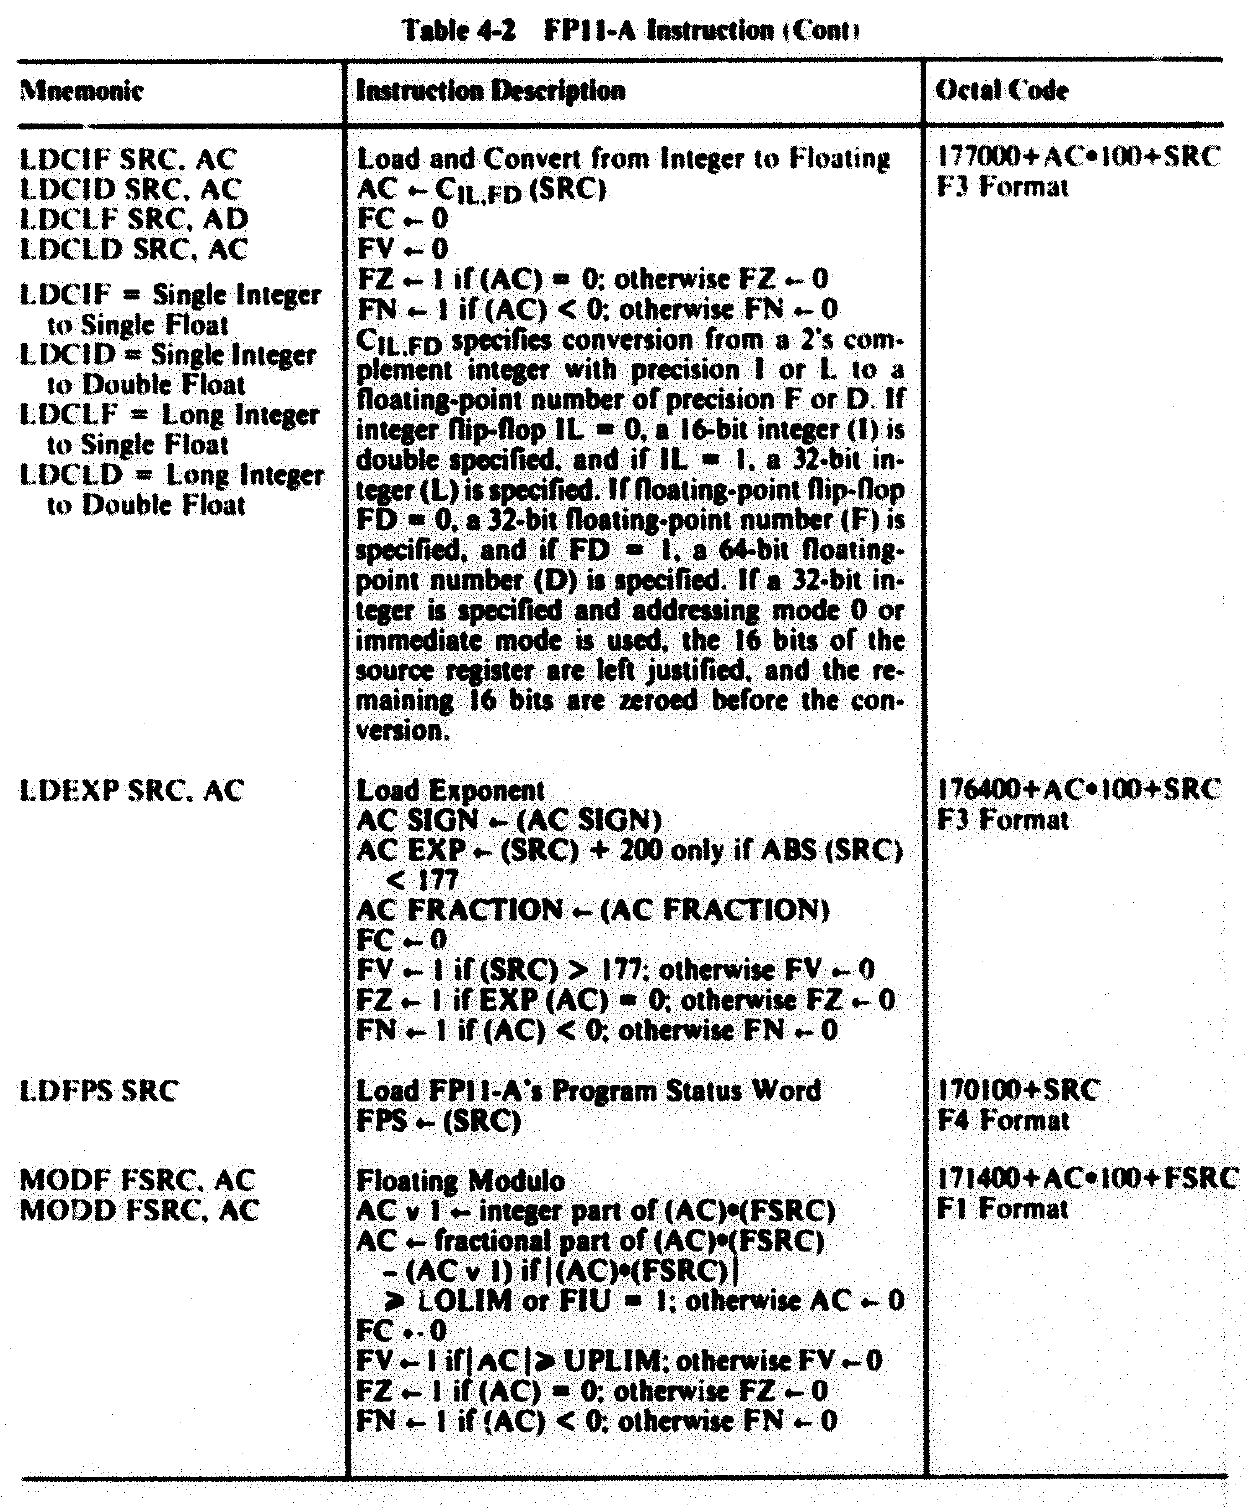 Table 4-2 FP11-A Instruction (Cont)
Mnemonic
Instruction Description
Octal Code
LDCIF SRC, AC
LDCID SRC, AC
LDCLF SRC, AD
LDCLD SRC, AC
LDCIF = Single Integer
to Single Float
LDCID = Single Integer
to Double Float
LDCLF = Long Integer
to Single Float
LDCLD = Long Integer
to Double Float
Load and Convert from Integer to Floating
AC ← CIL,FD (SRC)
FC ← 0
FV ← 0
FZ ← 1 if (AC) = 0; otherwise FZ ← 0
FN ← 1 if (AC) < 0; otherwise FN ← 0
CIL,FD specifies conversion from a 2's com-
plement integer with precision I or L to a
floating-point number of precision F or D. If
integer flip-flop IL = 0, a 16-bit integer (I) is
double specified, and if IL = 1, a 32-bit in-
teger (L) is specified. If floating-point flip-flop
FD = 0, a 32-bit floating-point number (F) is
specified, and if FD = 1, a 64-bit floating-
point number (D) is specified. If a 32-bit in-
teger is specified and addressing mode 0 or
immediate mode is used, the 16 bits of the
source register are left justified, and the re-
maining 16 bits are zeroed before the con-
version.
177000+AC•100+SRC
F3 Format
LDEXP SRC, AC
Load Exponent
AC SIGN ← (AC SIGN)
AC EXP ← (SRC) + 200 only if ABS (SRC)
< 177
AC FRACTION ← (AC FRACTION)
FC ← 0
FV ← 1 if (SRC) > 177; otherwise FV ← 0
FZ ← 1 if EXP (AC) = 0; otherwise FZ ← 0
FN ← 1 if (AC) < 0; otherwise FN ← 0
176400+AC•100+SRC
F3 Format
LDFPS SRC
Load FP11-A's Program Status Word
FPS ← (SRC)
170100+SRC
F4 Format
MODF FSRC, AC
MODD FSRC, AC
Floating Modulo
AC v 1 ← integer part of (AC)•(FSRC)
AC ← fractional part of (AC)•(FSRC)
– (AC v 1) if |(AC)•(FSRC)|
⩾ LOLIM or FIU = 1; otherwise AC ← 0
FC ← 0
FV ← 1 if |AC| ⩾ UPLIM; otherwise FV ← 0
FZ ← 1 if (AC) = 0; otherwise FZ ← 0
FN ← 1 if (AC) < 0; otherwise FN ← 0
171400+AC•100+FSRC
F1 Format